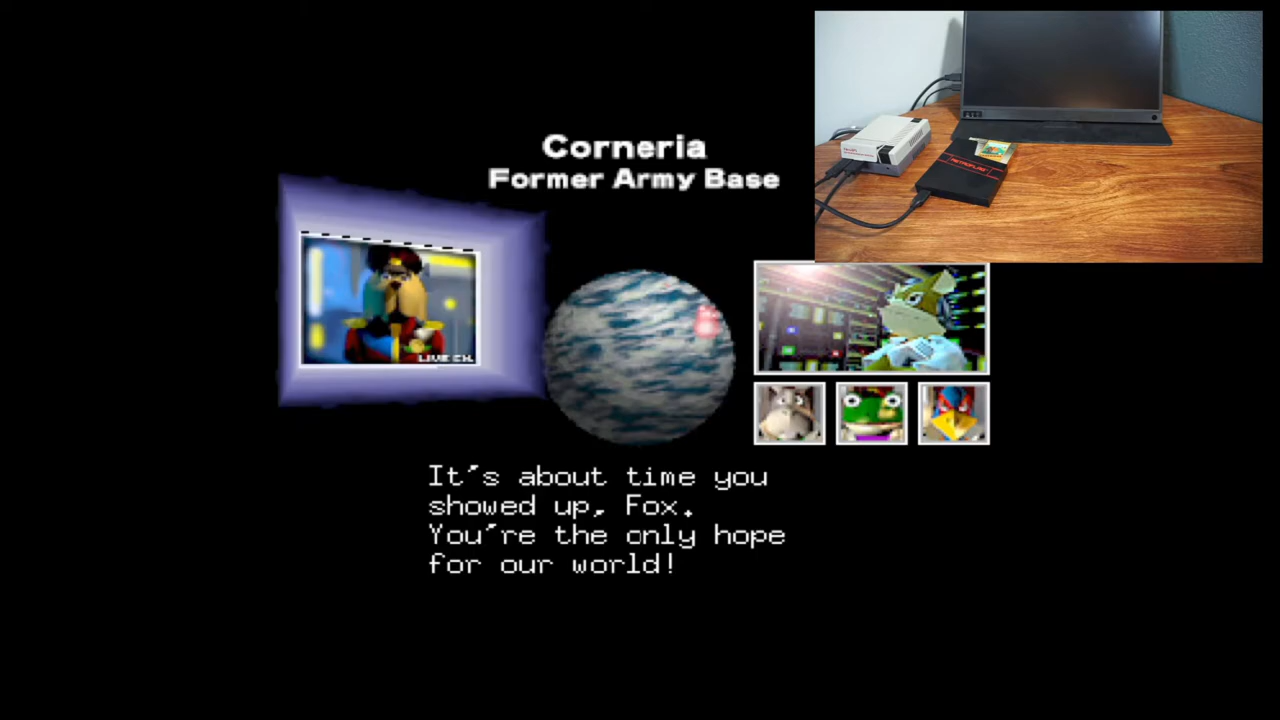 Corneria
Former Army Base
LIVE CH.
It's about time you
showed up, Fox.
You're the only hope
for our world!